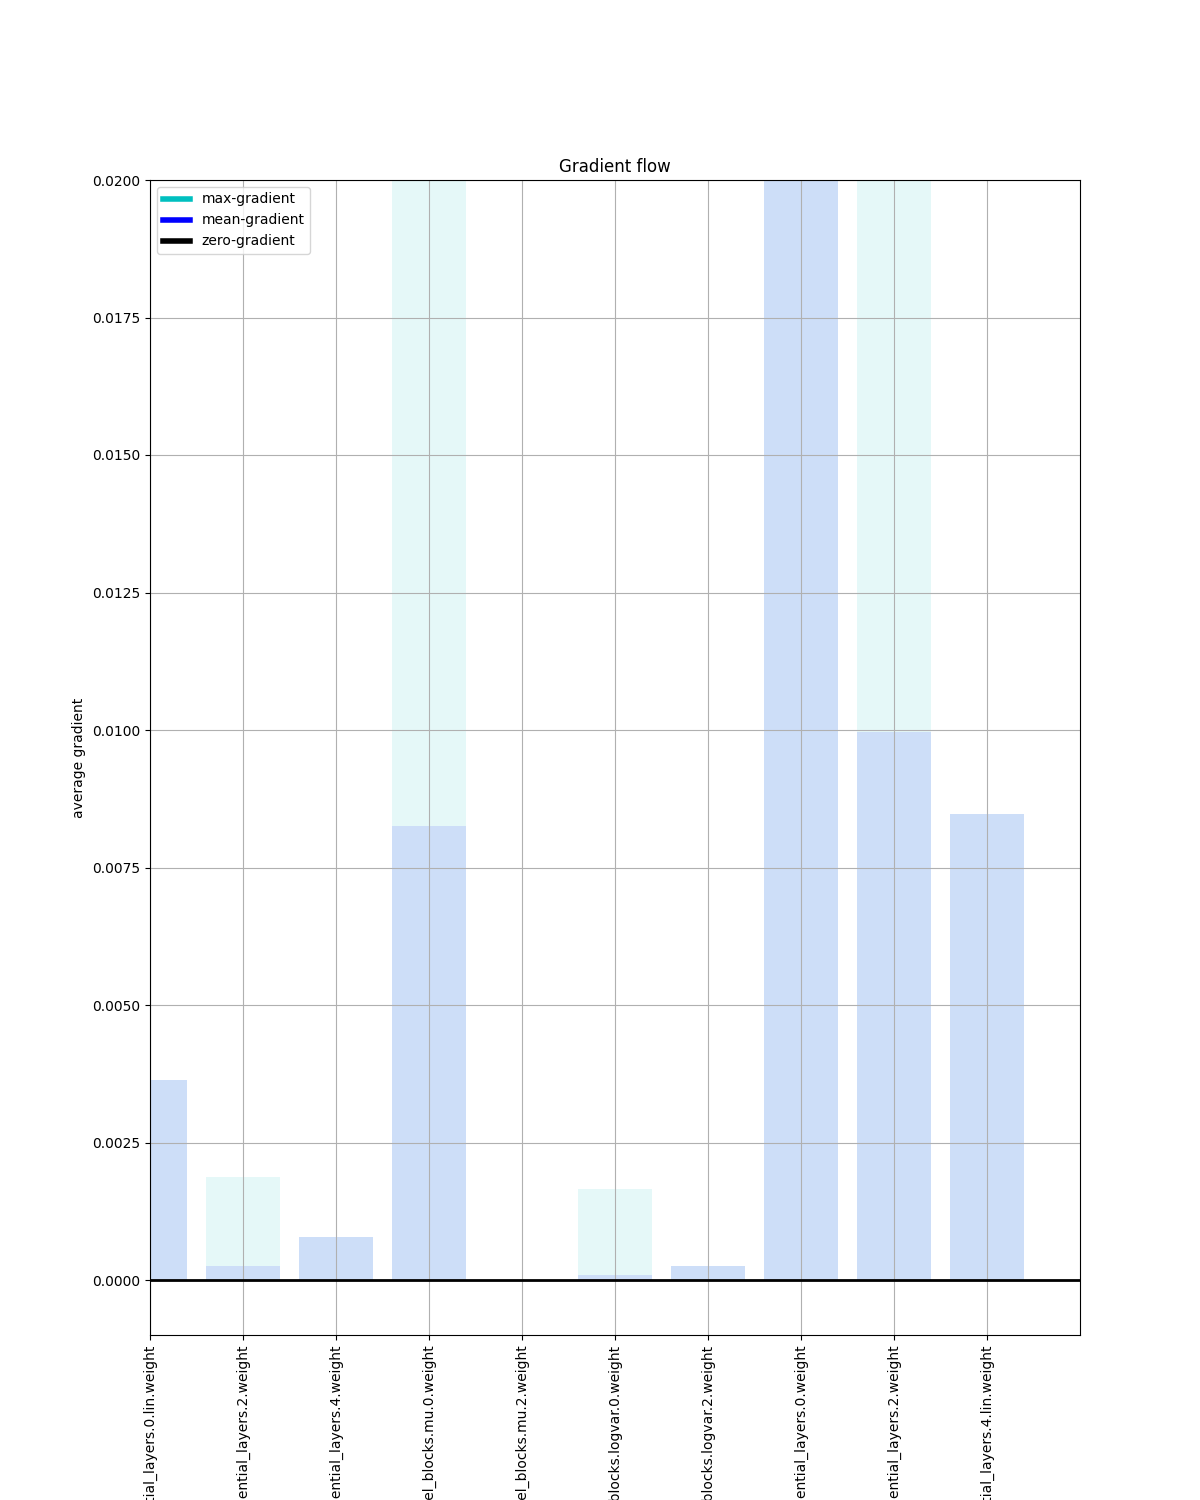 Gradient flow
max-gradient
mean-gradient
zero-gradient
average gradient
0.0200
0.0175
0.0150
0.0125
0.0100
0.0075
0.0050
0.0025
0.0000
tial_layers.0.lin.weight
ential_layers.2.weight
ential_layers.4.weight
el_blocks.mu.0.weight
el_blocks.mu.2.weight
blocks.logvar.0.weight
blocks.logvar.2.weight
ential_layers.0.weight
ential_layers.2.weight
tial_layers.4.lin.weight